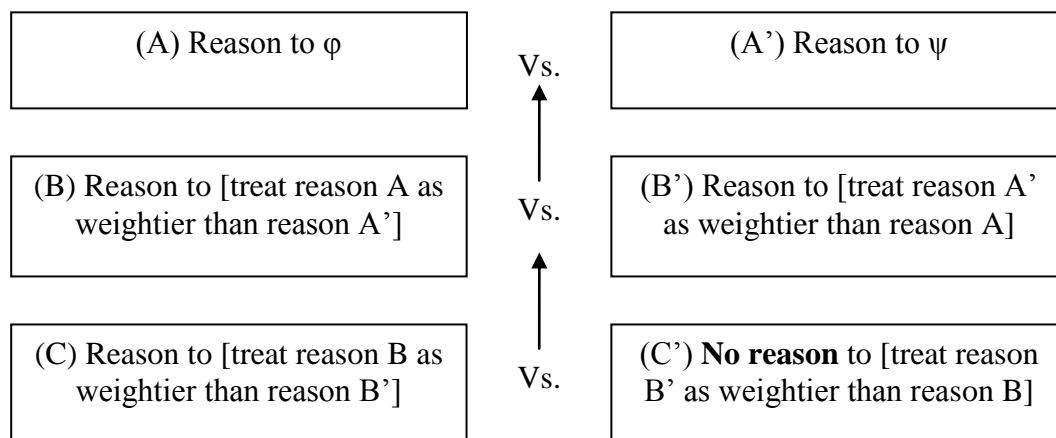 (A) Reason to φ
Vs.
(A’) Reason to ψ
(B) Reason to [treat reason A as
weightier than reason A’]
Vs.
(B’) Reason to [treat reason A’
as weightier than reason A]
(C) Reason to [treat reason B as
weightier than reason B’]
Vs.
(C’) No reason to [treat reason
B’ as weightier than reason B]